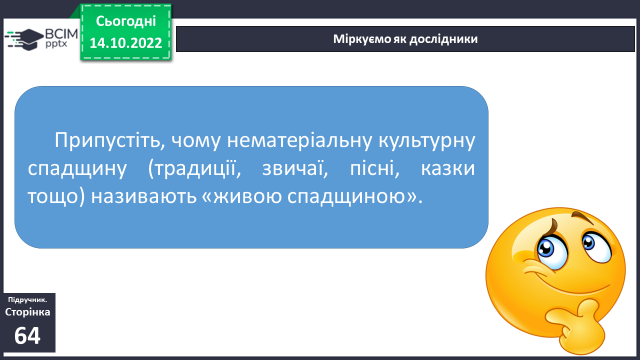 Сьогодні
14.10.2022
BCIM
pptx
Міркуємо як дослідники
Припустіть, чому нематеріальну культурну
спадщину (традиції, звичаї, пісні, казки
тощо) називають «живою спадщиною».
Підручник.
Сторінка
64